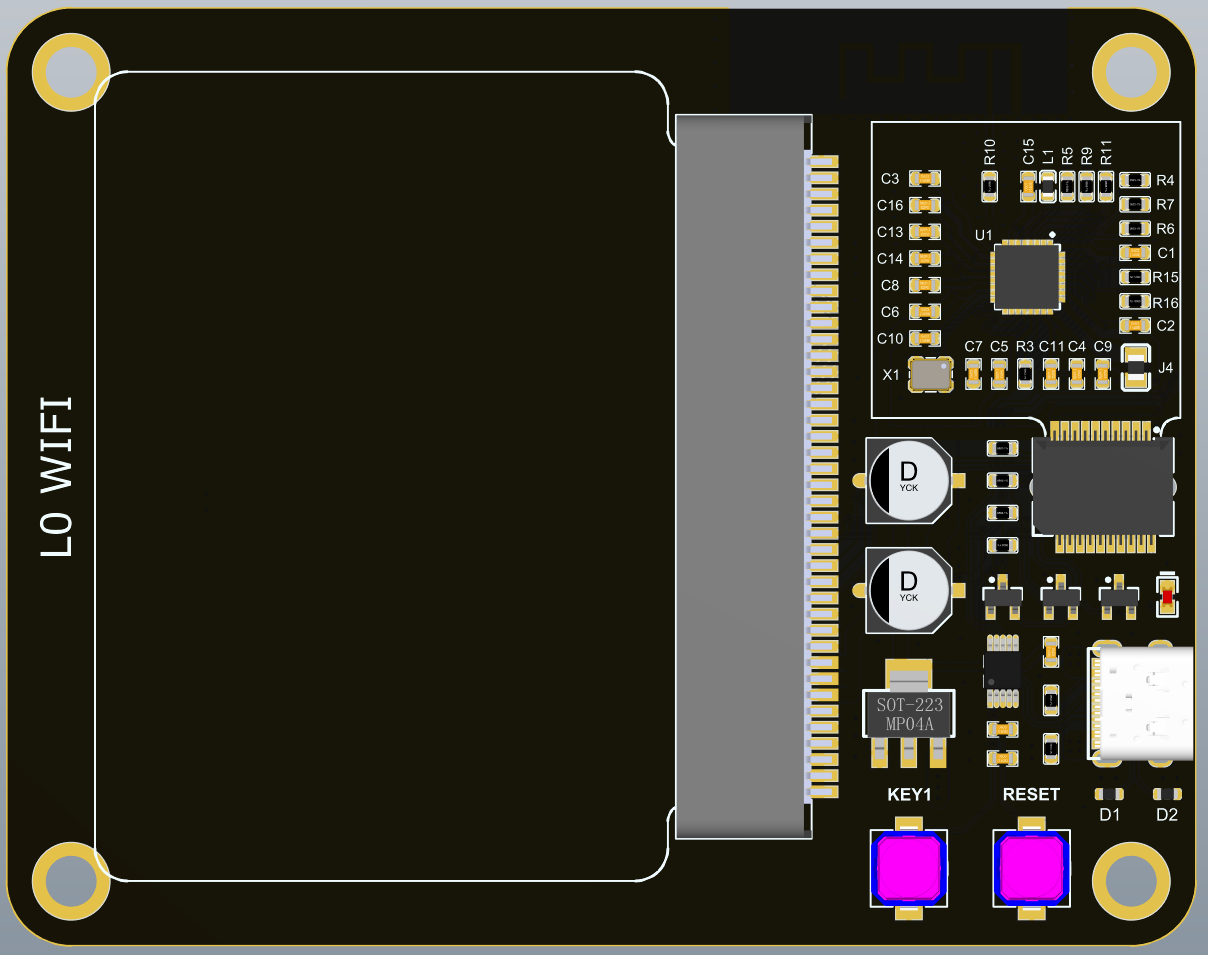 R10
C15
L1
R5
R9
R11
C3
R4
C16
R7
C13
U1
R6
C14
C1
C8
R15
C6
R16
C10
C2
C7
C5
R3
C11
C4
C9
X1
J4
LO WIFI
D
YCK
D
YCK
SOT-223
MP04A
KEY1
RESET
D1
D2